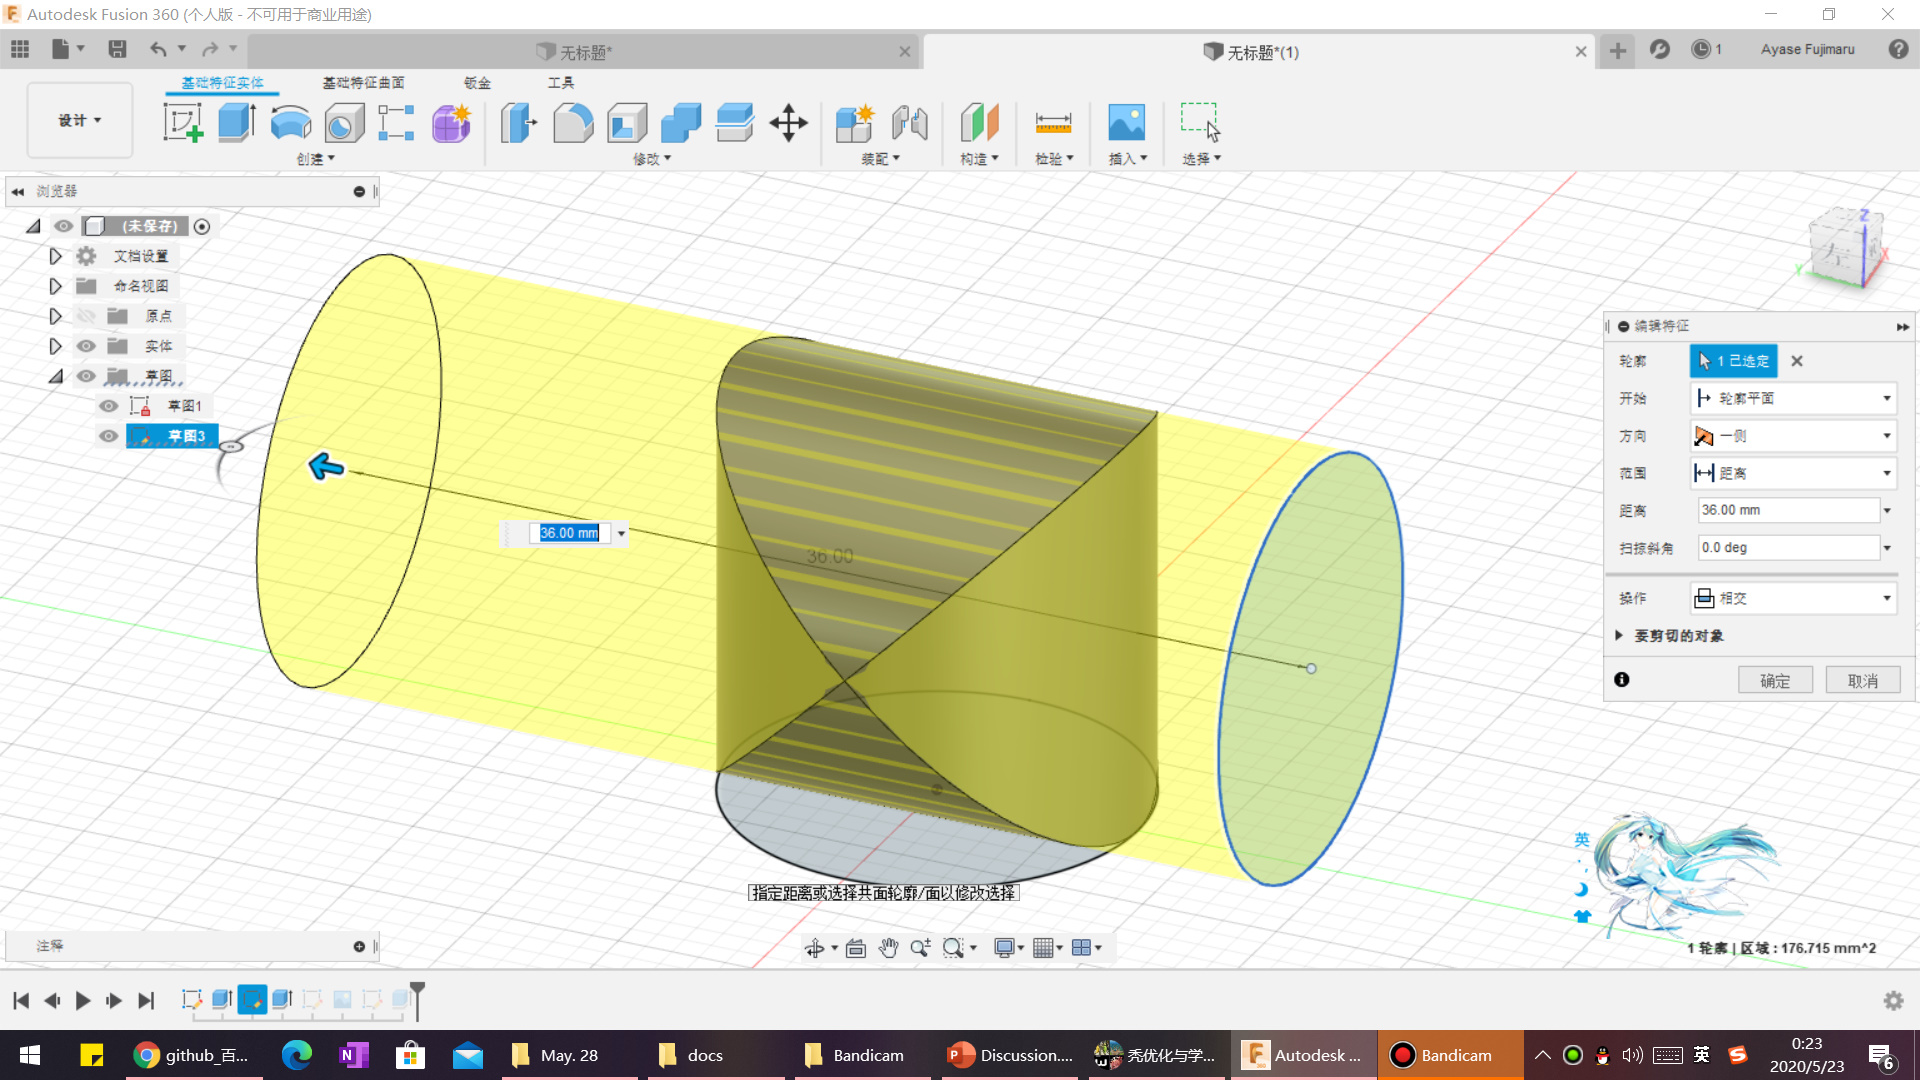 Autodesk Fusion 360 (个人版 - 不可用于商业用途)
无标题*
无标题*(1)
1
Ayase Fujimaru
基础特征实体
基础特征曲面
钣金
工具
设计
创建
修改
装配
构造
检验
插入
选择
浏览器
(未保存)
文档设置
命名视图
原点
实体
草图
草图1
草图3
36.00 mm
36.00
Z
Y
X
左
编辑特征
轮廓
1 已选定
开始
轮廓平面
方向
一侧
范围
距离
距离
36.00 mm
扫掠斜角
0.0 deg
操作
相交
要剪切的对象
确定
取消
指定距离或选择共面轮廓/面以修改选择
英
注释
1 轮廓 | 区域 : 176.715 mm^2
github_百...
May. 28
docs
Bandicam
Discussion....
秃优化与学...
Autodesk ...
Bandicam
英
0:23
2020/5/23
6